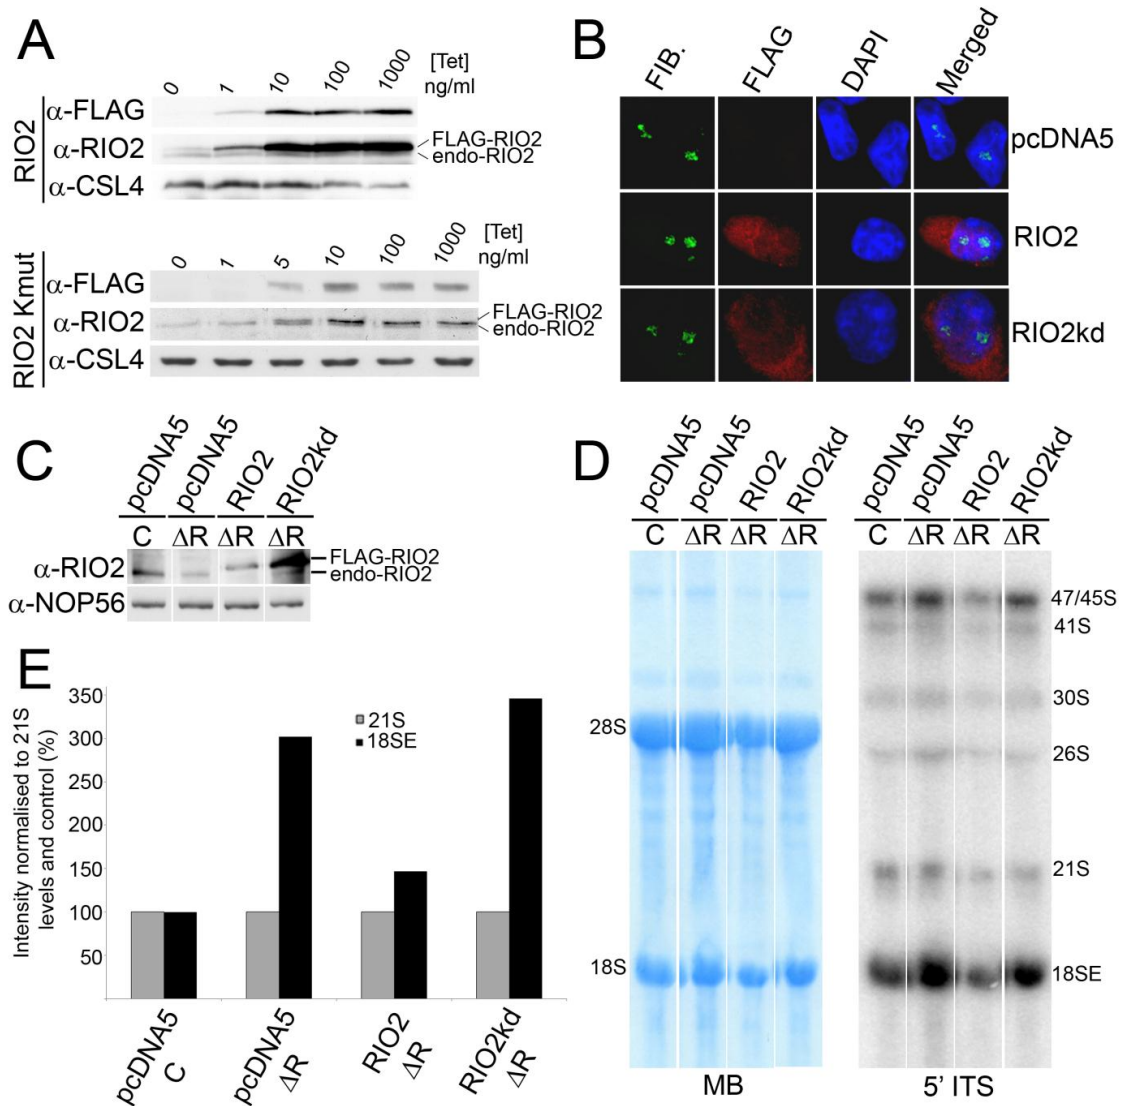 A
0 1 10 100 1000 [Tet] ng/ml
RIO2
α-FLAG
α-RIO2
FLAG-RIO2
endo-RIO2
α-CSL4
0 1 5 10 100 1000 [Tet] ng/ml
RIO2 Kmut
α-FLAG
α-RIO2
FLAG-RIO2
endo-RIO2
α-CSL4
B
FIB. FLAG DAPI Merged
pcDNA5
RIO2
RIO2kd
C
pcDNA5 pcDNA5 RIO2 RIO2kd
C ΔR ΔR ΔR
α-RIO2
FLAG-RIO2
endo-RIO2
α-NOP56
D
pcDNA5 pcDNA5 RIO2 RIO2kd
C ΔR ΔR ΔR
28S
18S
MB
pcDNA5 pcDNA5 RIO2 RIO2kd
C ΔR ΔR ΔR
47/45S
41S
30S
26S
21S
18SE
5' ITS
E
Intensity normalised to 21S
levels and control (%)
350
300
250
200
150
100
50
21S
18SE
pcDNA5 C
pcDNA5 ΔR
RIO2 ΔR
RIO2kd ΔR